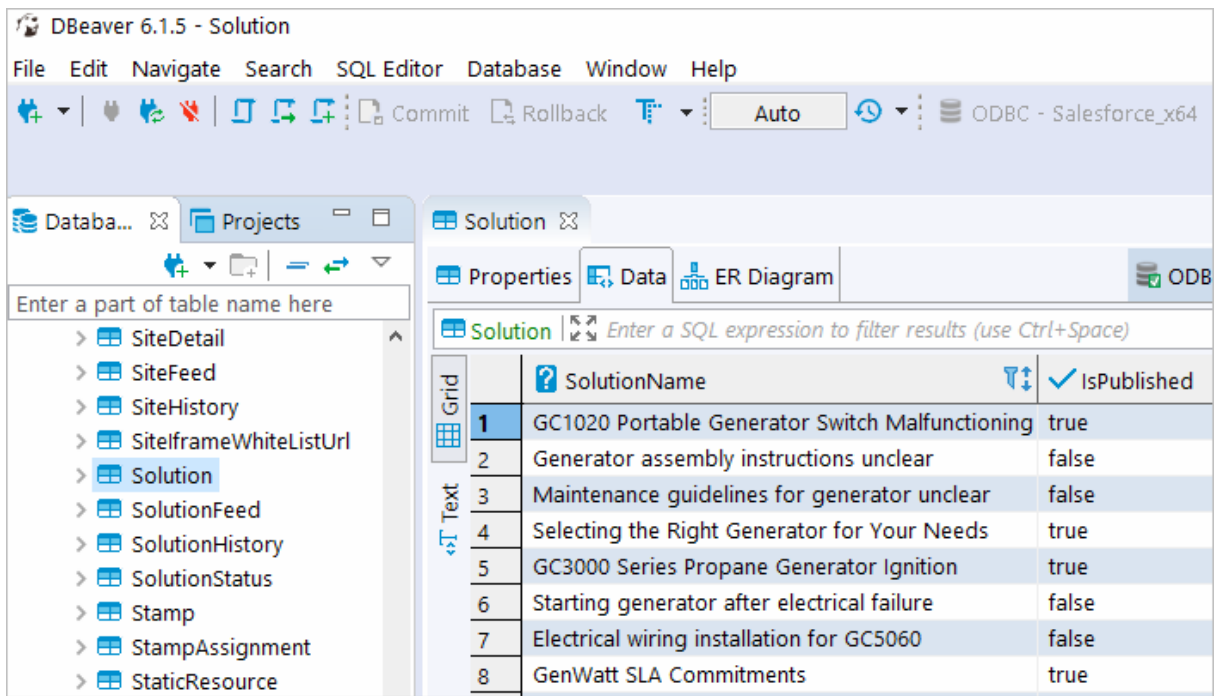 DBeaver 6.1.5 - Solution
File Edit Navigate Search SQL Editor Database Window Help
Commit Rollback Auto ODBC - Salesforce_x64
Databa... Projects
Enter a part of table name here
SiteDetail
SiteFeed
SiteHistory
SiteIframeWhiteListUrl
Solution
SolutionFeed
SolutionHistory
SolutionStatus
Stamp
StampAssignment
StaticResource
Solution
Properties Data ER Diagram ODB
Solution Enter a SQL expression to filter results (use Ctrl+Space)
Grid
Text
SolutionName IsPublished
1 GC1020 Portable Generator Switch Malfunctioning true
2 Generator assembly instructions unclear false
3 Maintenance guidelines for generator unclear false
4 Selecting the Right Generator for Your Needs true
5 GC3000 Series Propane Generator Ignition true
6 Starting generator after electrical failure false
7 Electrical wiring installation for GC5060 false
8 GenWatt SLA Commitments true